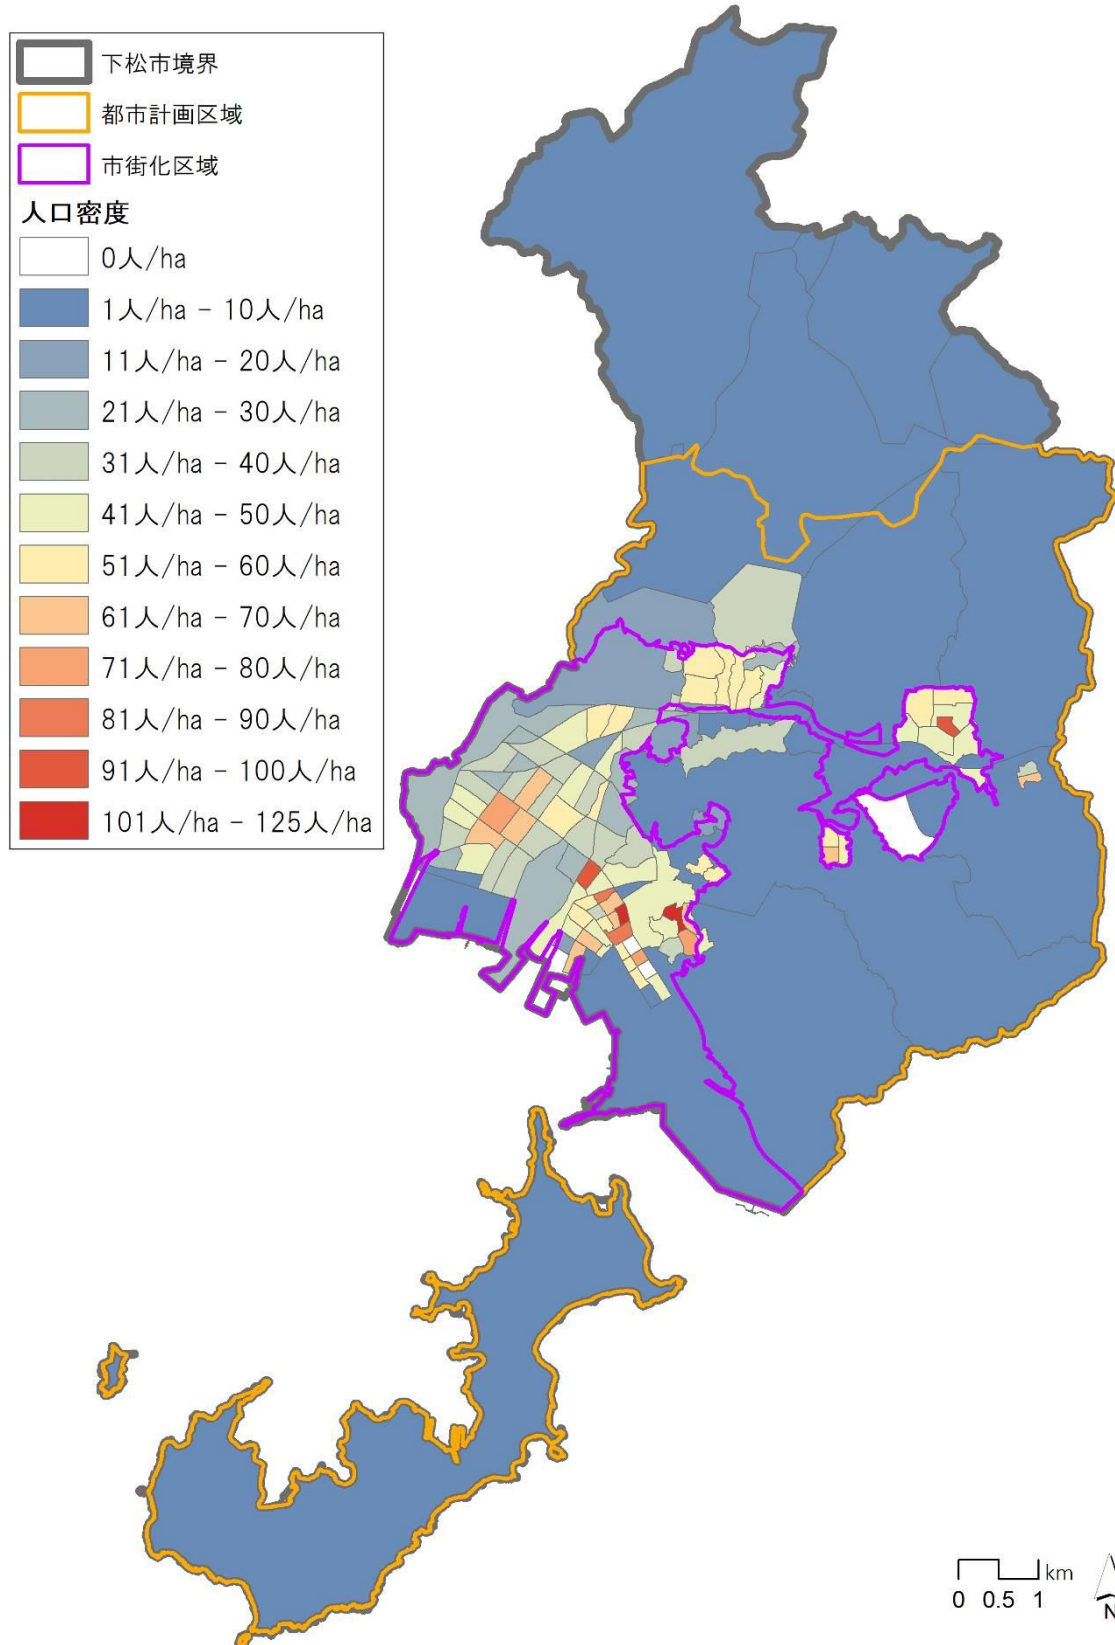 下松市境界
都市計画区域
市街化区域
人口密度
0人/ha
1人/ha - 10人/ha
11人/ha - 20人/ha
21人/ha - 30人/ha
31人/ha - 40人/ha
41人/ha - 50人/ha
51人/ha - 60人/ha
61人/ha - 70人/ha
71人/ha - 80人/ha
81人/ha - 90人/ha
91人/ha - 100人/ha
101人/ha - 125人/ha
km
0 0.5 1
N